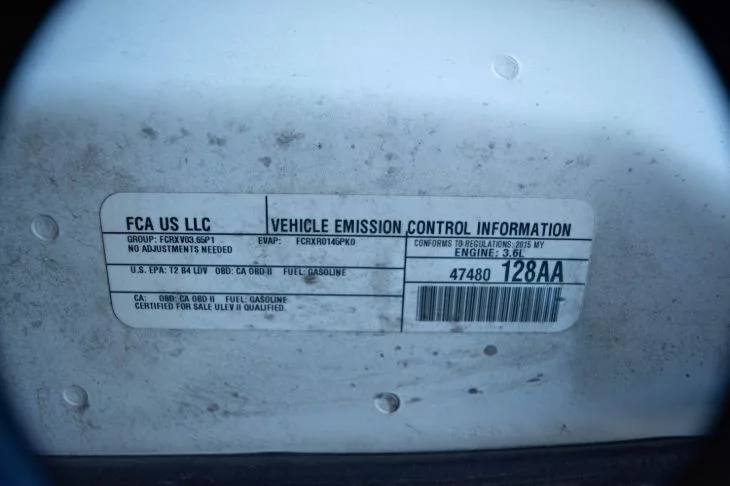 FCA US LLC
VEHICLE EMISSION CONTROL INFORMATION
GROUP: FCRXV03.65P1 EVAP: FCRXR0145PK0
NO ADJUSTMENTS NEEDED
CONFORMS TO REGULATIONS: 2015 MY
ENGINE: 3.6L
U.S. EPA: T2 B4 LDV OBD: CA OBD II FUEL: GASOLINE
47480 128AA
CA: OBD: CA OBD II FUEL: GASOLINE
CERTIFIED FOR SALE ULEV II QUALIFIED.